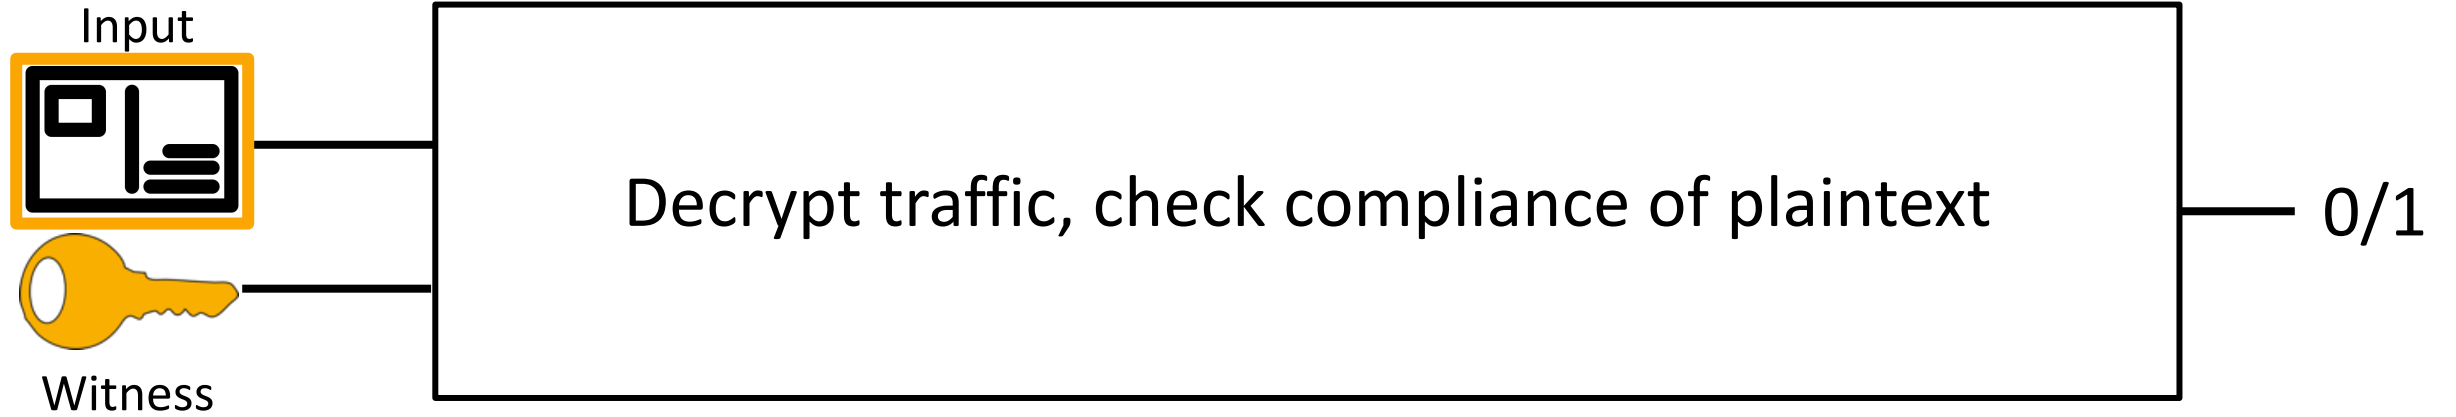 Input
Decrypt traffic, check compliance of plaintext
0/1
Witness